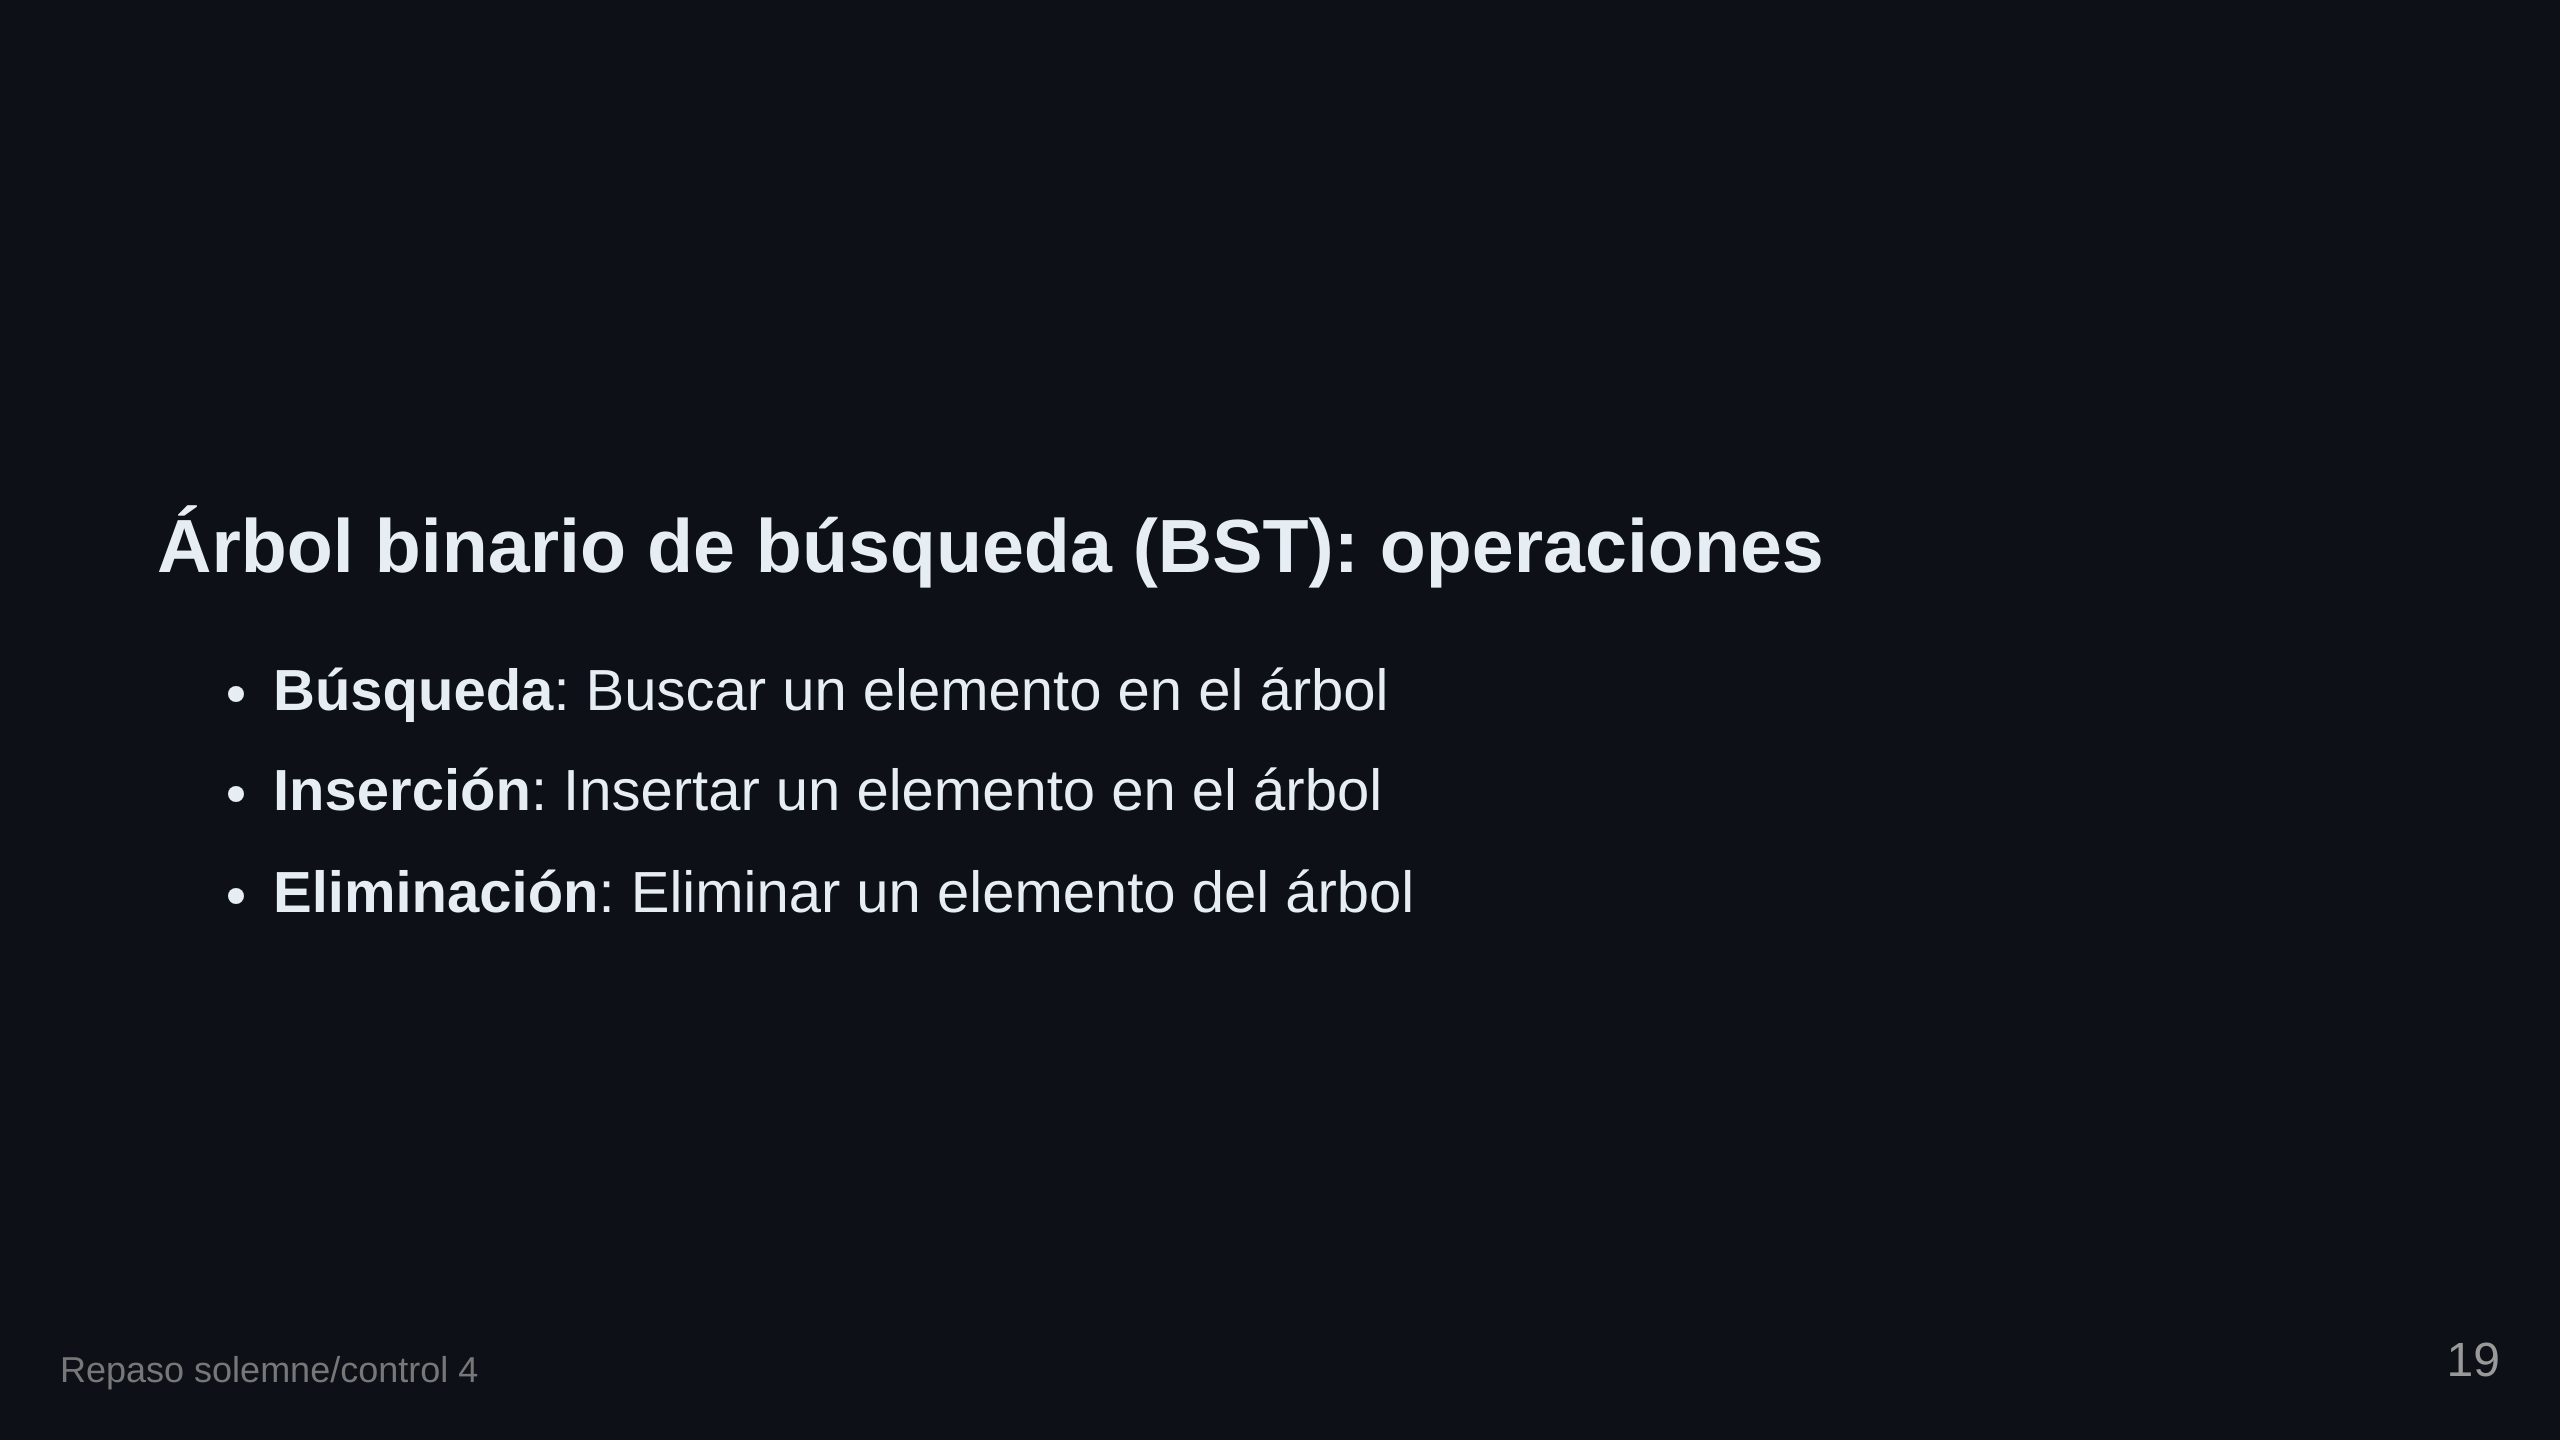 Árbol binario de búsqueda (BST): operaciones
• Búsqueda: Buscar un elemento en el árbol
• Inserción: Insertar un elemento en el árbol
• Eliminación: Eliminar un elemento del árbol
Repaso solemne/control 4
19